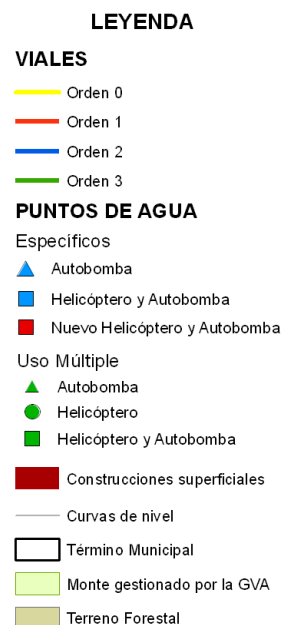 LEYENDA
VIALES
Orden 0
Orden 1
Orden 2
Orden 3
PUNTOS DE AGUA
Específicos
Autobomba
Helicóptero y Autobomba
Nuevo Helicóptero y Autobomba
Uso Múltiple
Autobomba
Helicóptero
Helicóptero y Autobomba
Construcciones superficiales
Curvas de nivel
Término Municipal
Monte gestionado por la GVA
Terreno Forestal